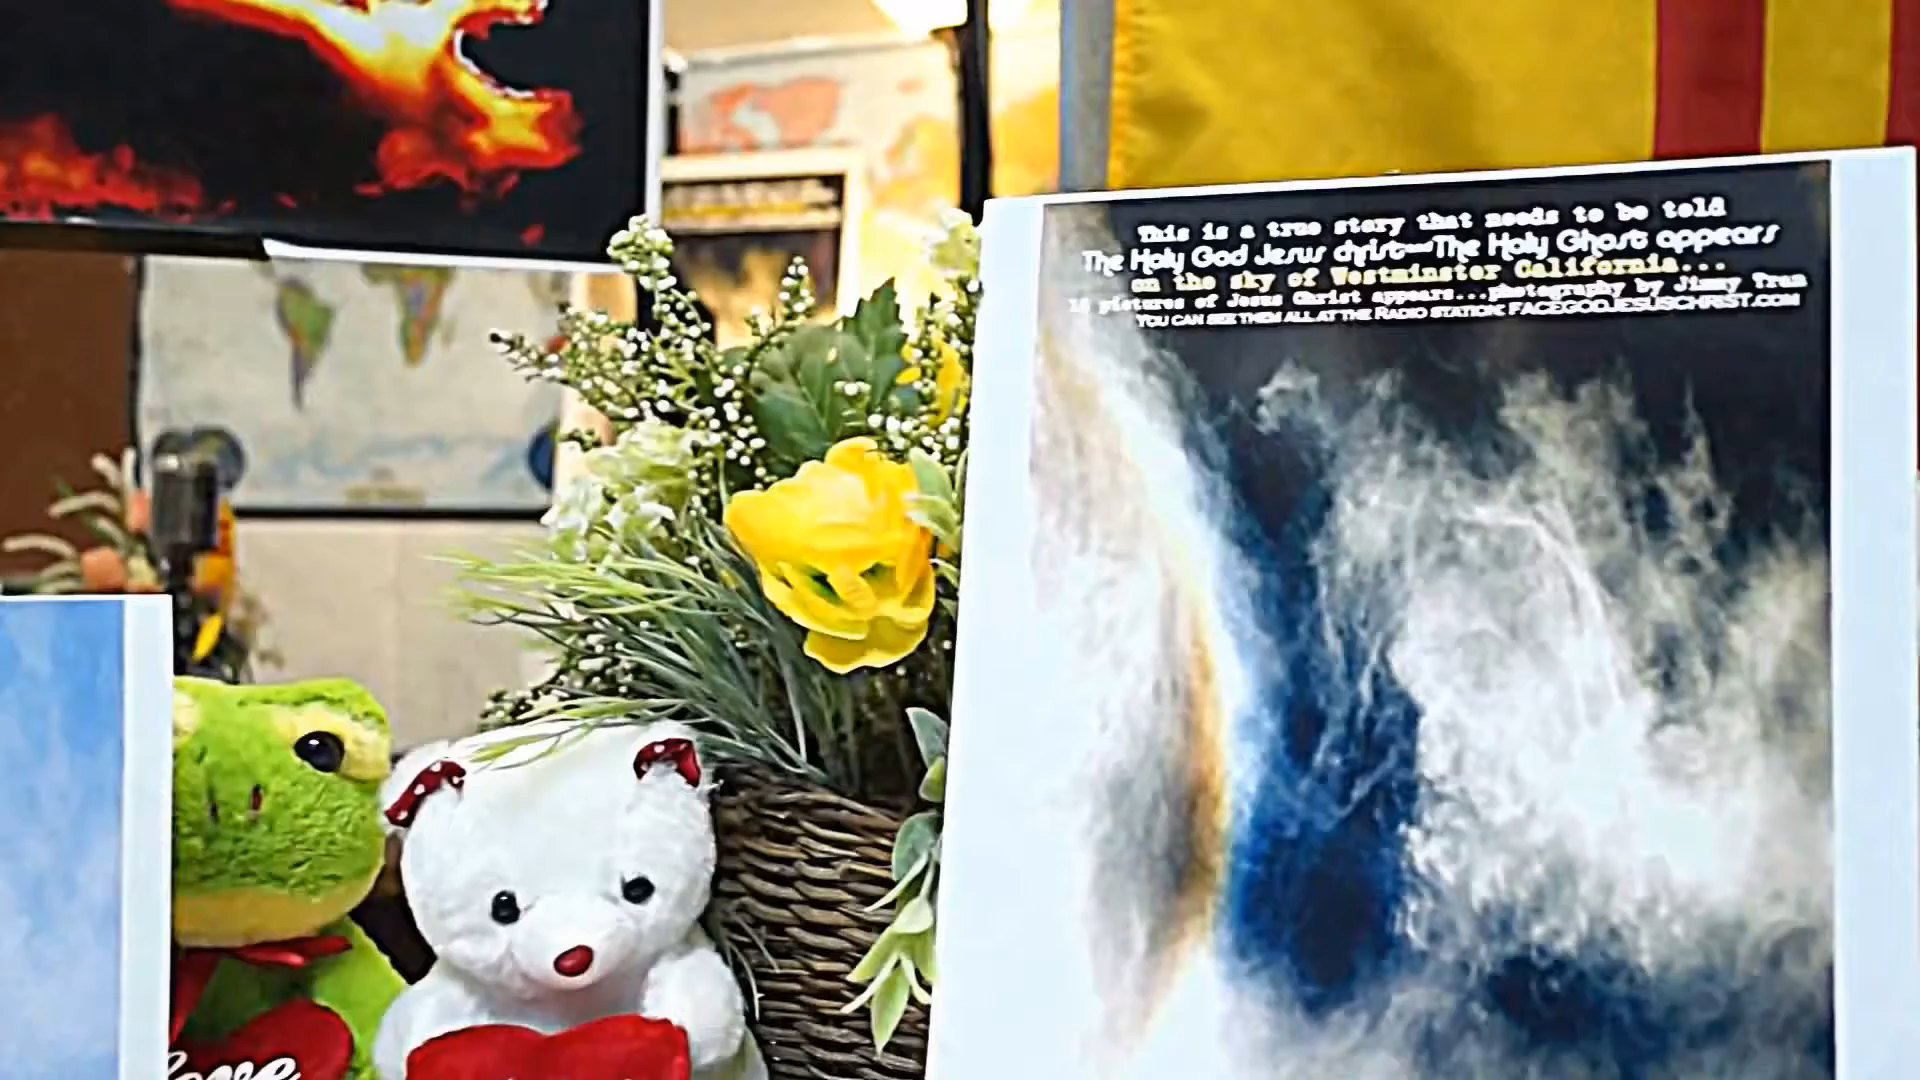 This is a true story that needs to be told
The Holy God Jesus christ—The Holy Ghost appears
on the sky of Westminster California...
pictures of Jesus Christ appears...photography by Jimmy Tran
YOU CAN SEE THEM ALL AT THE RADIO STATION: FACEGODJESUSCHRIST.COM
love